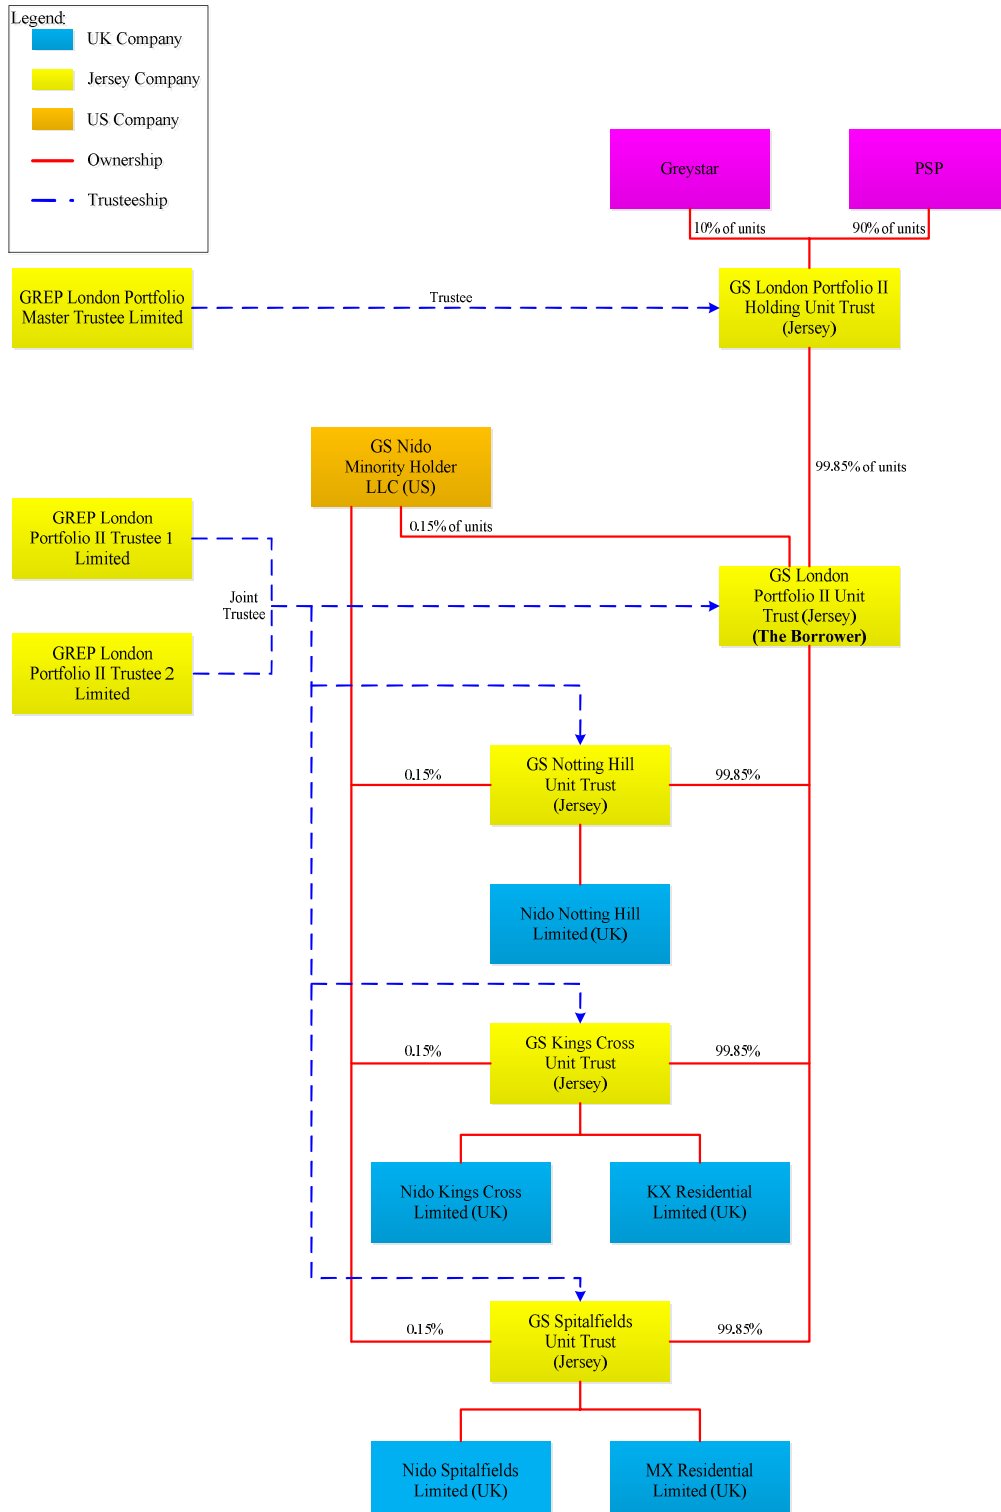 Legend:
UK Company
Jersey Company
US Company
Ownership
Trusteeship
Greystar
PSP
10% of units
90% of units
GREP London Portfolio
Master Trustee Limited
Trustee
GS London Portfolio II
Holding Unit Trust
(Jersey)
GS Nido
Minority Holder
LLC (US)
99.85% of units
0.15% of units
GREP London
Portfolio II Trustee 1
Limited
Joint
Trustee
GS London
Portfolio II Unit
Trust (Jersey)
(The Borrower)
GREP London
Portfolio II Trustee 2
Limited
0.15%
GS Notting Hill
Unit Trust
(Jersey)
99.85%
Nido Notting Hill
Limited (UK)
0.15%
GS Kings Cross
Unit Trust
(Jersey)
99.85%
Nido Kings Cross
Limited (UK)
KX Residential
Limited (UK)
0.15%
GS Spitalfields
Unit Trust
(Jersey)
99.85%
Nido Spitalfields
Limited (UK)
MX Residential
Limited (UK)